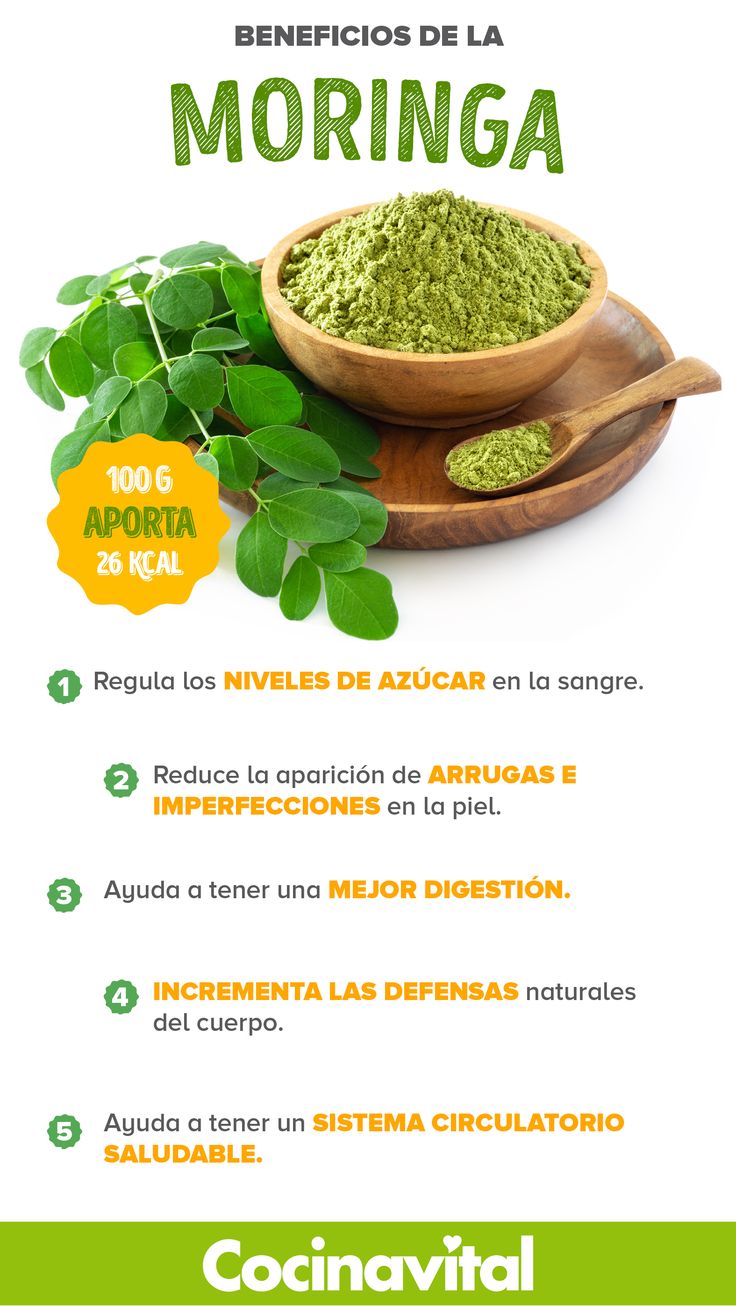 BENEFICIOS DE LA
MORINGA
100 G
APORTA
26 KCAL
1 Regula los NIVELES DE AZÚCAR en la sangre.
2 Reduce la aparición de ARRUGAS E
IMPERFECCIONES en la piel.
3 Ayuda a tener una MEJOR DIGESTIÓN.
4 INCREMENTA LAS DEFENSAS naturales
del cuerpo.
5 Ayuda a tener un SISTEMA CIRCULATORIO
SALUDABLE.
Cocinavital